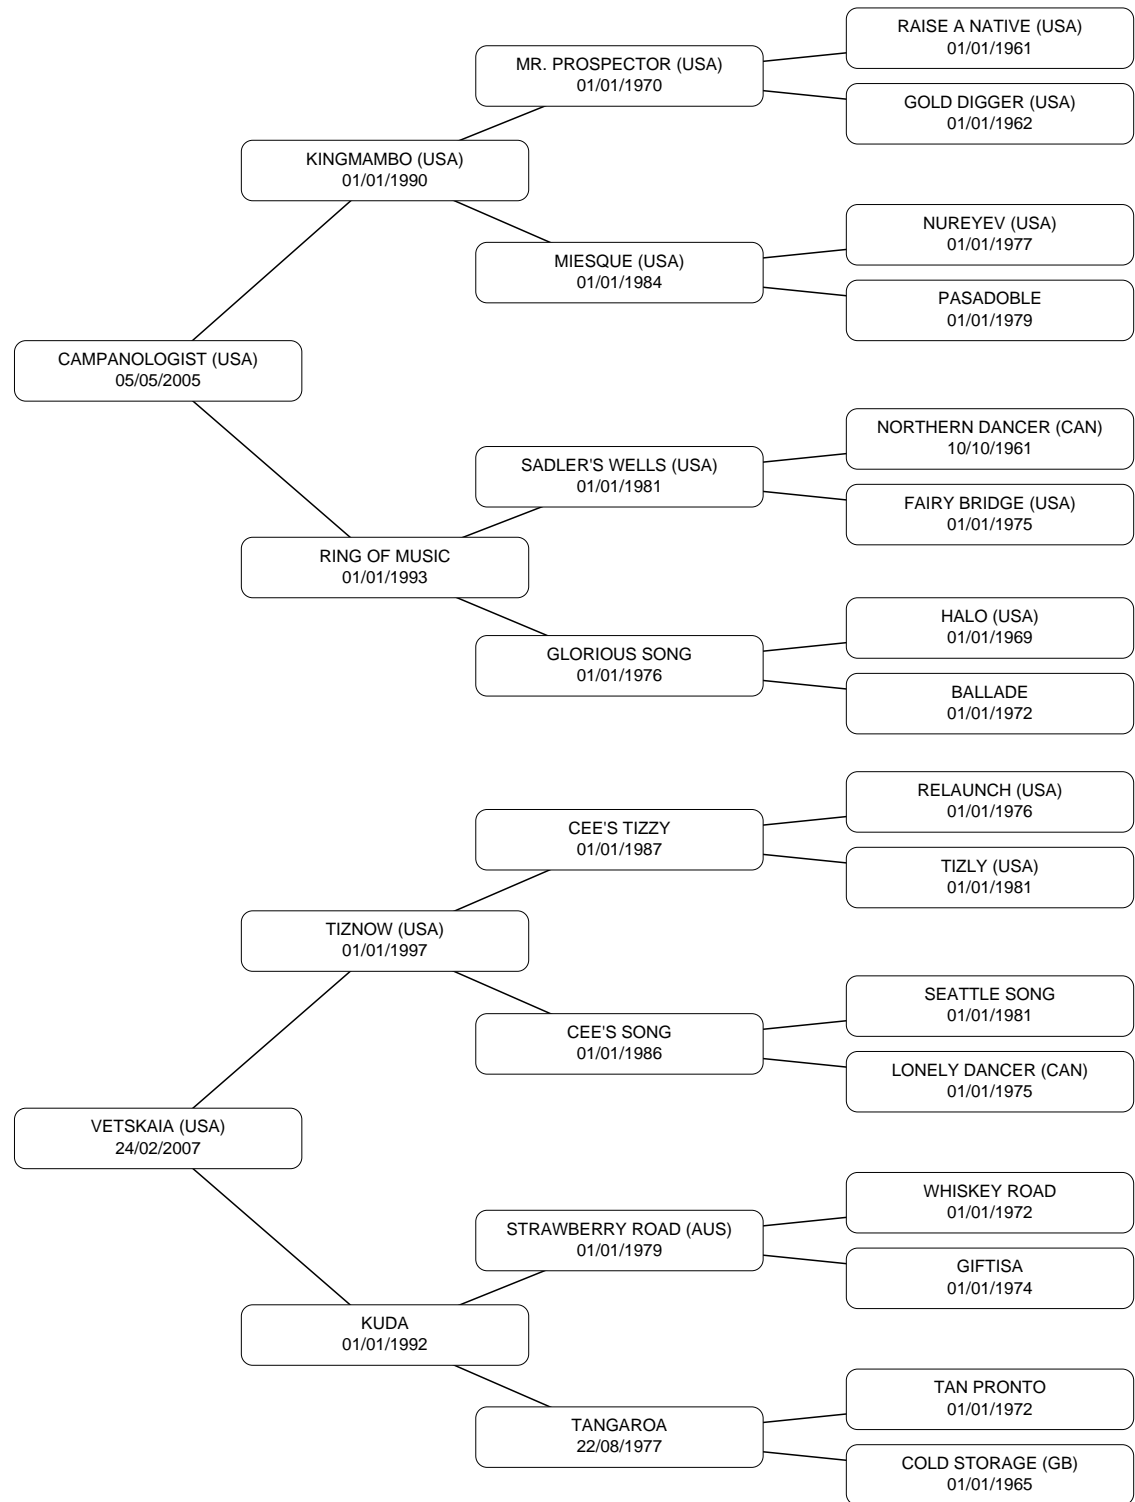 RAISE A NATIVE (USA)
01/01/1961
MR. PROSPECTOR (USA)
01/01/1970
GOLD DIGGER (USA)
01/01/1962
KINGMAMBO (USA)
01/01/1990
NUREYEV (USA)
01/01/1977
MIESQUE (USA)
01/01/1984
PASADOBLE
01/01/1979
CAMPANOLOGIST (USA)
05/05/2005
NORTHERN DANCER (CAN)
10/10/1961
SADLER'S WELLS (USA)
01/01/1981
FAIRY BRIDGE (USA)
01/01/1975
RING OF MUSIC
01/01/1993
HALO (USA)
01/01/1969
GLORIOUS SONG
01/01/1976
BALLADE
01/01/1972
RELAUNCH (USA)
01/01/1976
CEE'S TIZZY
01/01/1987
TIZLY (USA)
01/01/1981
TIZNOW (USA)
01/01/1997
SEATTLE SONG
01/01/1981
CEE'S SONG
01/01/1986
LONELY DANCER (CAN)
01/01/1975
VETSKAIA (USA)
24/02/2007
WHISKEY ROAD
01/01/1972
STRAWBERRY ROAD (AUS)
01/01/1979
GIFTISA
01/01/1974
KUDA
01/01/1992
TAN PRONTO
01/01/1972
TANGAROA
22/08/1977
COLD STORAGE (GB)
01/01/1965